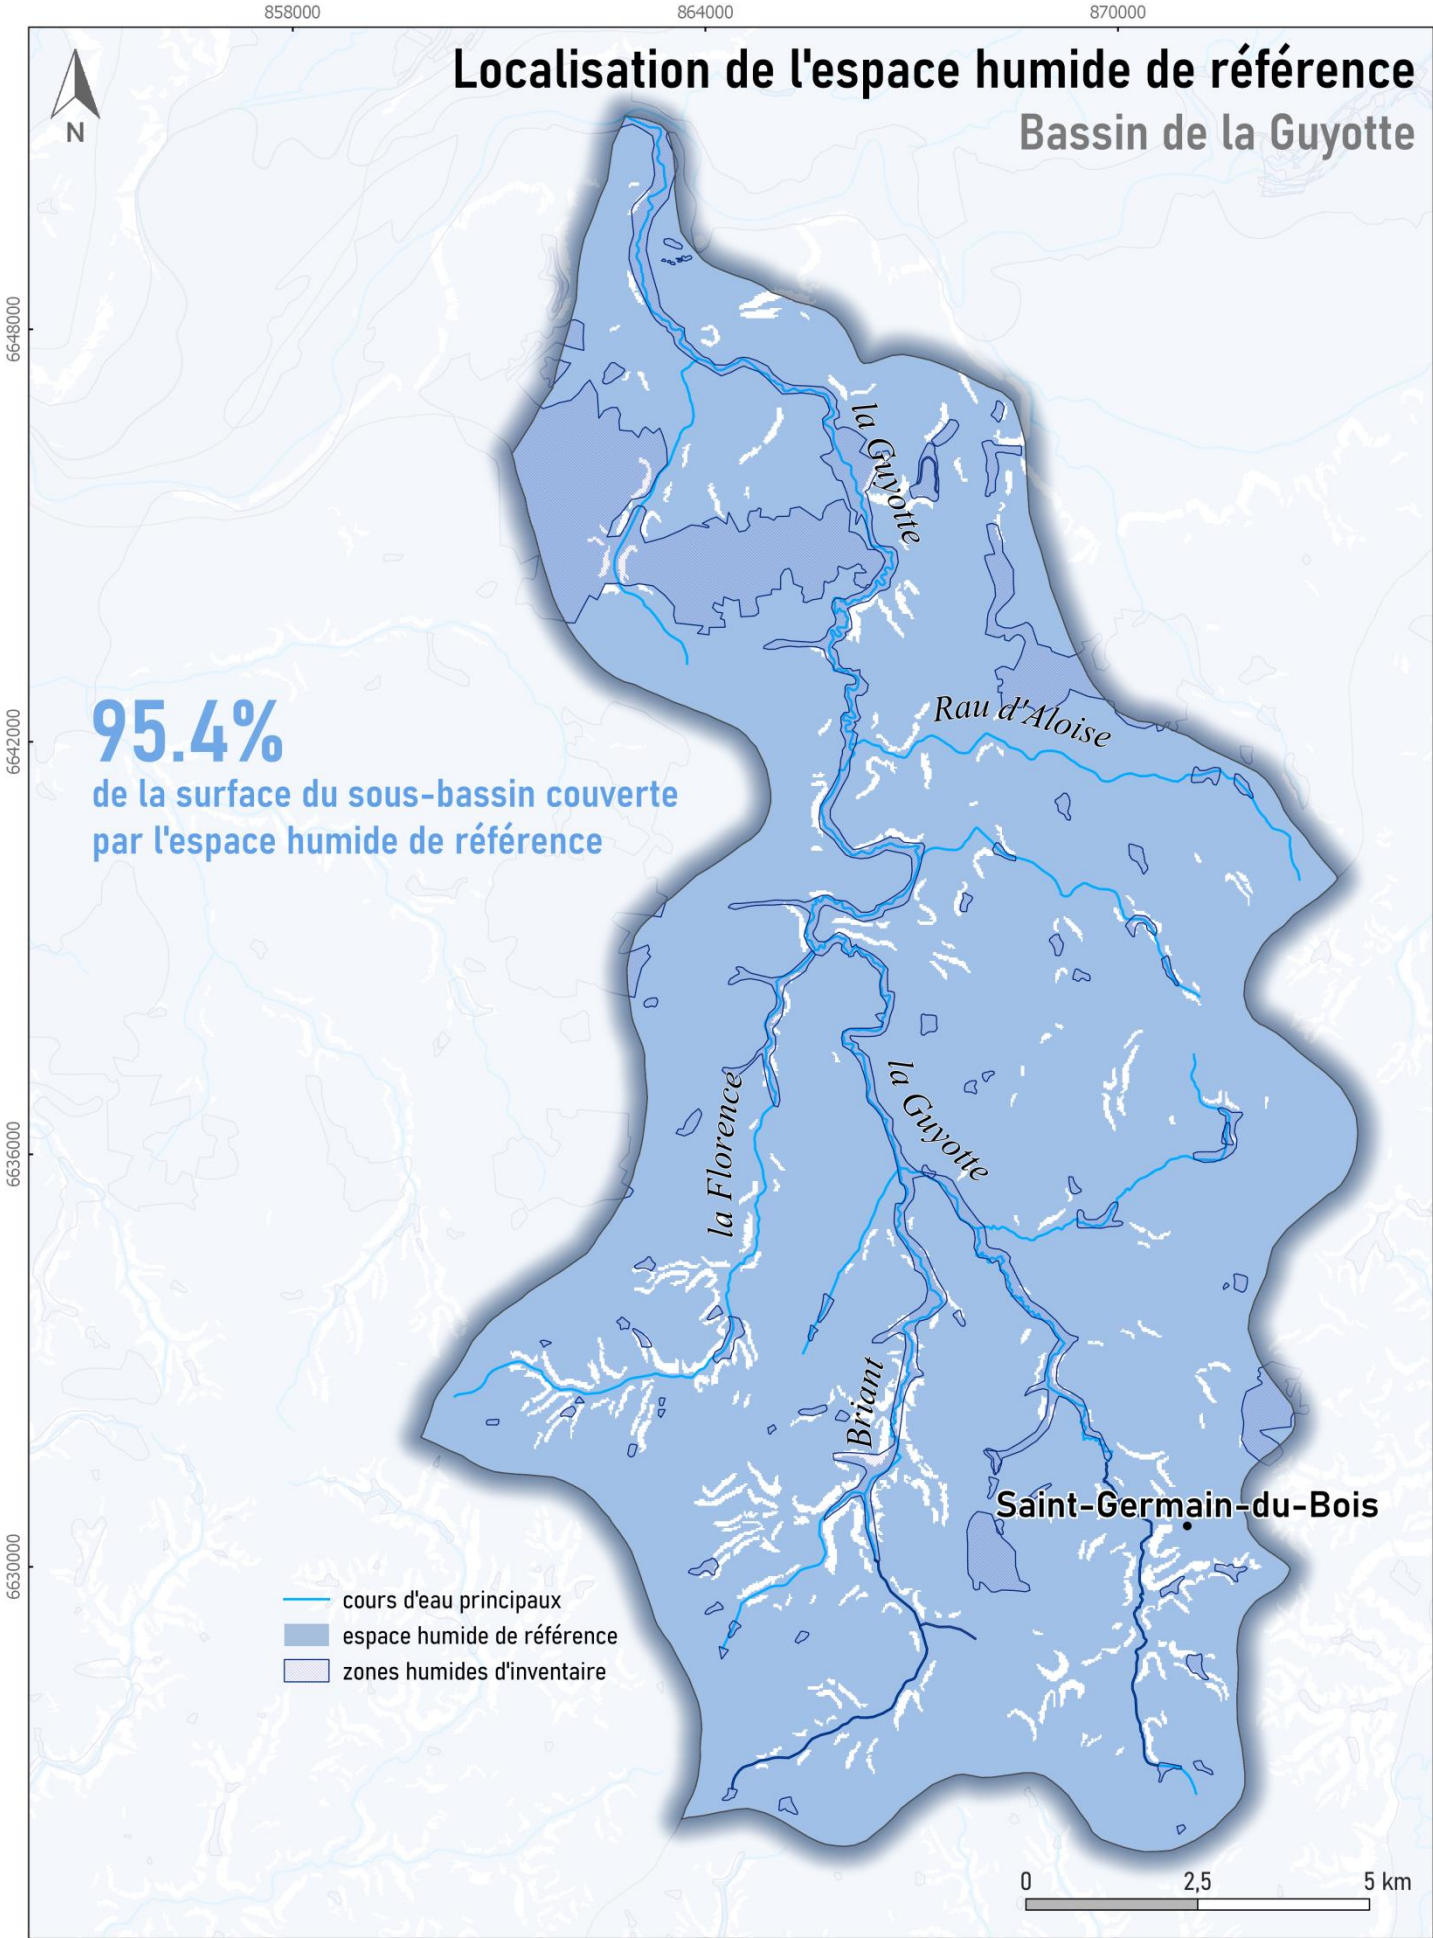 858000
864000
870000
Localisation de l'espace humide de référence
Bassin de la Guyotte
N
6648000
la Guyotte
Rau d'Aloise
6642000
95.4%
de la surface du sous-bassin couverte
par l'espace humide de référence
la Guyotte
la Florence
6636000
Briant
Saint-Germain-du-Bois
6630000
cours d'eau principaux
espace humide de référence
zones humides d'inventaire
0 2,5 5 km